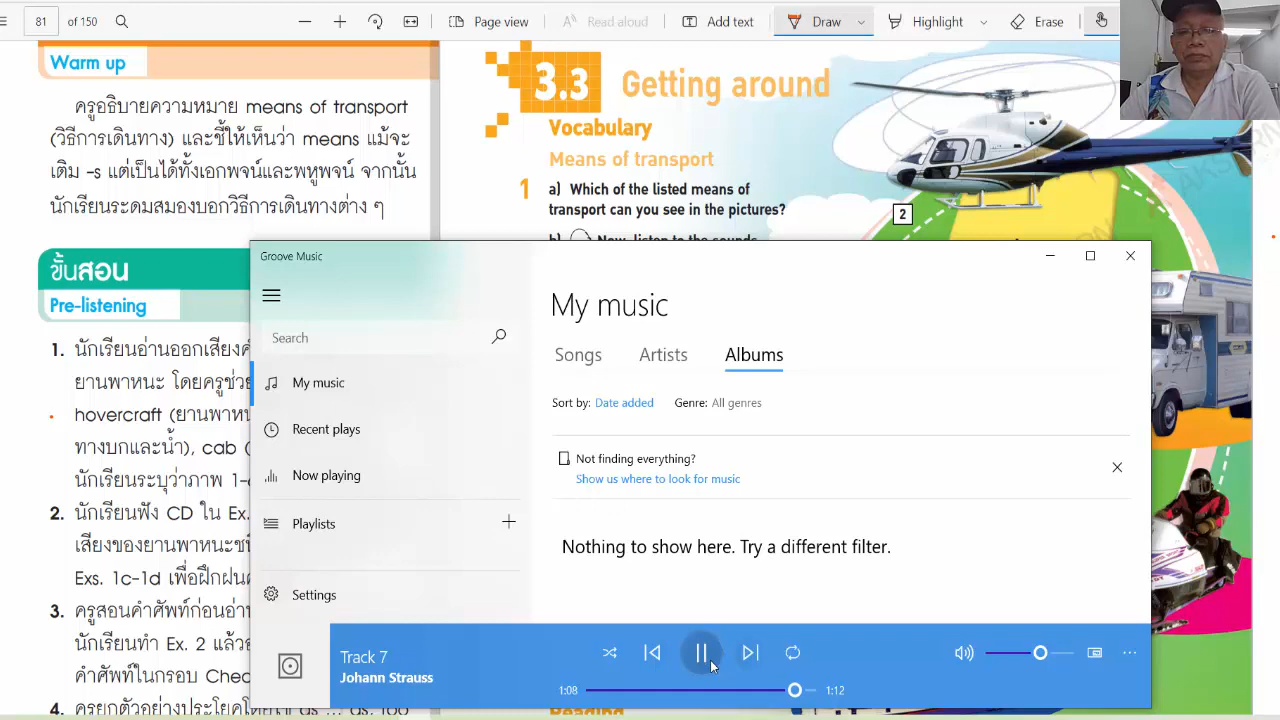 81 of 150
Page view
Read aloud
Add text
Draw
Highlight
Erase
Warm up
ครูอธิบายความหมาย means of transport
(วิธีการเดินทาง) และชี้ให้เห็นว่า means แม้จะ
เติม -s แต่เป็นได้ทั้งเอกพจน์และพหูพจน์ จากนั้น
นักเรียนระดมสมองบอกวิธีการเดินทางต่าง ๆ
ขั้นสอน
Pre-listening
1. นักเรียนอ่านออกเสียง
ยานพาหนะ โดยครูช่วย
hovercraft
ทางบกและน้ำ), cab (
นักเรียนระบุว่าภาพ
2. นักเรียนฟัง CD ใน Ex.
เสียงของยานพาหนะ
Exs. 1c-1d เพื่อฝึกฝน
3. ครูสอนคำศัพท์ก่อน
นักเรียนทำ Ex. 2
คำศัพท์ในกรอบ
4. ครูยกตัวอย่างประโยค
3.3 Getting around
Vocabulary
Means of transport
1 a) Which of the listed means of
transport can you see in the pictures?
b) Now, listen to the sounds
2
Reading
Groove Music
Search
My music
Recent plays
Now playing
Playlists
Settings
My music
Songs Artists Albums
Sort by: Date added Genre: All genres
Not finding everything?
Show us where to look for music
Nothing to show here. Try a different filter.
Track 7
Johann Strauss
1:08 1:12